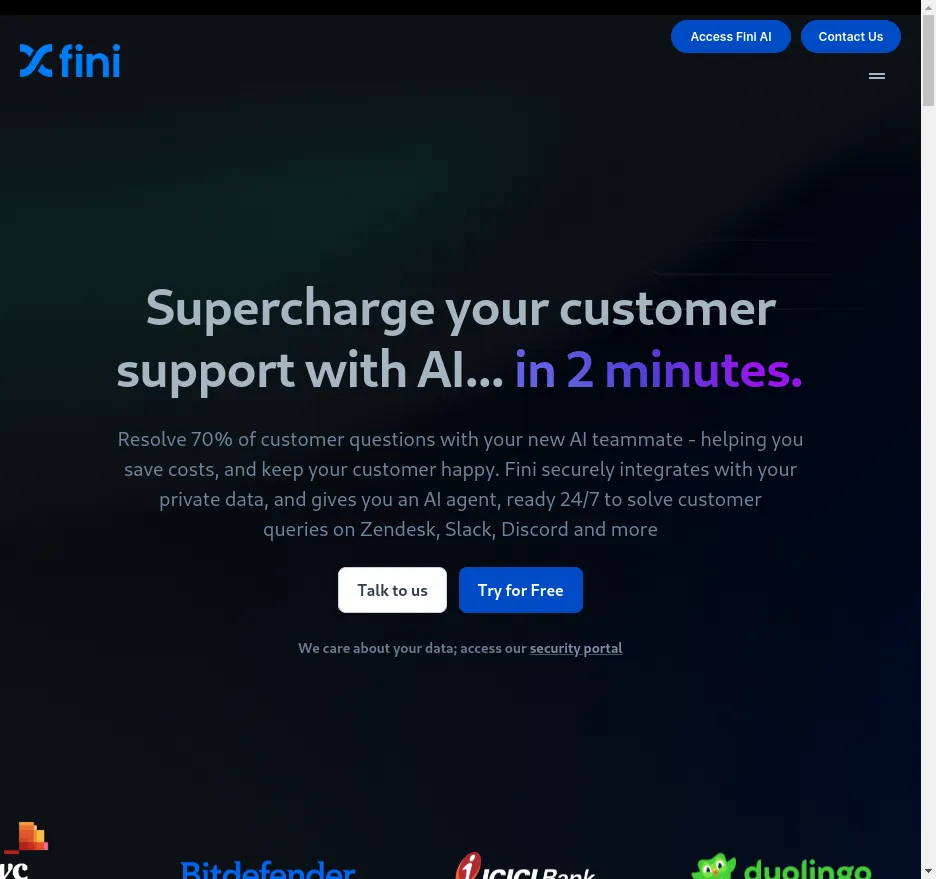 Access Fini AI
Contact Us
fini
Supercharge your customer
support with AI... in 2 minutes.
Resolve 70% of customer questions with your new AI teammate - helping you
save costs, and keep your customer happy. Fini securely integrates with your
private data, and gives you an AI agent, ready 24/7 to solve customer
queries on Zendesk, Slack, Discord and more
Talk to us
Try for Free
We care about your data; access our security portal
Bitdefender
ICICI Bank
duolingo